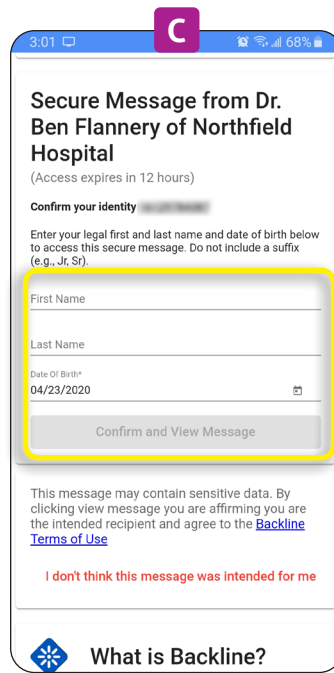 C
3:01 68%
Secure Message from Dr.
Ben Flannery of Northfield
Hospital
(Access expires in 12 hours)
Confirm your identity
Enter your legal first and last name and date of birth below
to access this secure message. Do not include a suffix
(e.g., Jr, Sr).
First Name
Last Name
Date Of Birth*
04/23/2020
Confirm and View Message
This message may contain sensitive data. By
clicking view message you are affirming you are
the intended recipient and agree to the Backline
Terms of Use
I don't think this message was intended for me
What is Backline?